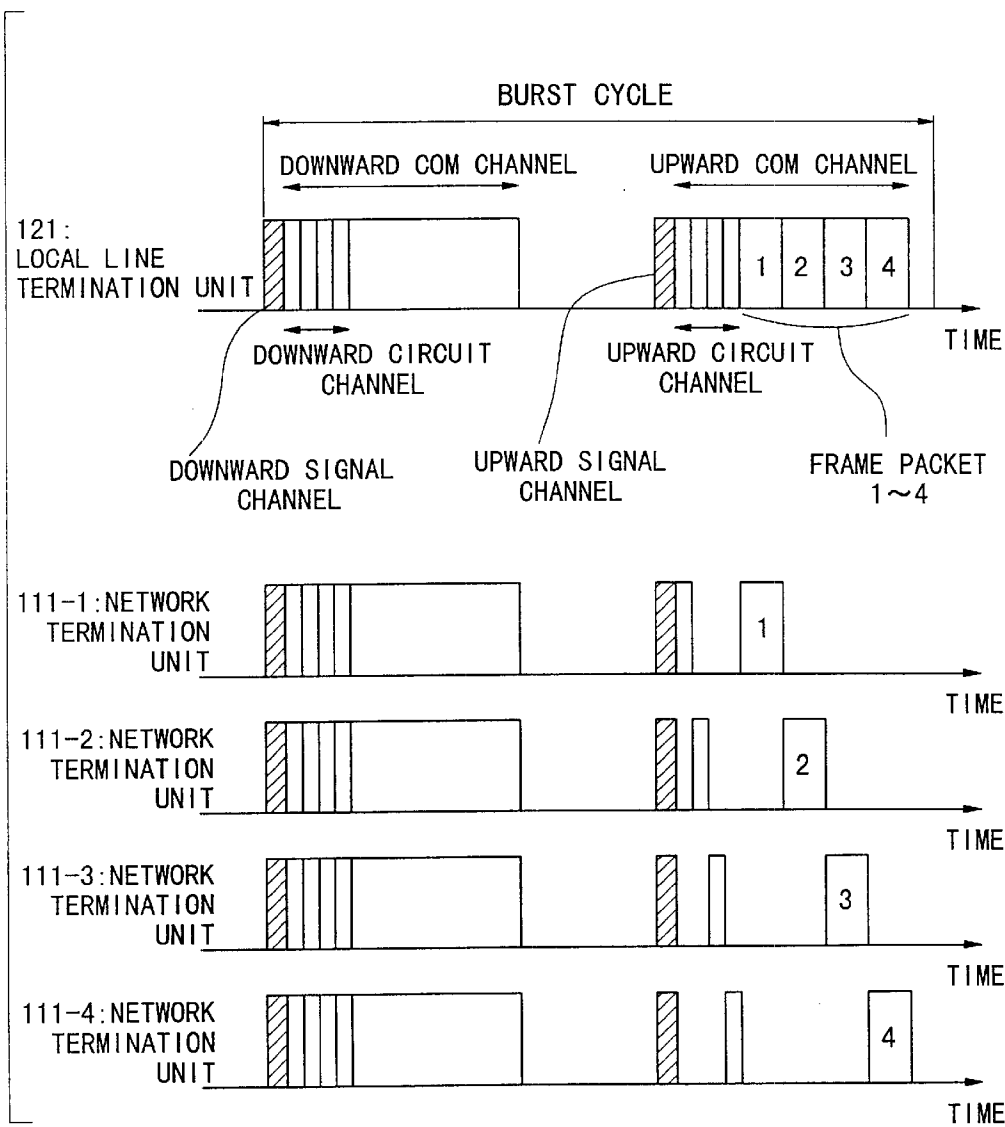 BURST CYCLE
DOWNWARD COM CHANNEL
UPWARD COM CHANNEL
121:
LOCAL LINE
TERMINATION UNIT
1 2 3 4
TIME
DOWNWARD CIRCUIT
CHANNEL
UPWARD CIRCUIT
CHANNEL
DOWNWARD SIGNAL
CHANNEL
UPWARD SIGNAL
CHANNEL
FRAME PACKET
1～4
111-1:NETWORK
TERMINATION
UNIT
1
TIME
111-2:NETWORK
TERMINATION
UNIT
2
TIME
111-3:NETWORK
TERMINATION
UNIT
3
TIME
111-4:NETWORK
TERMINATION
UNIT
4
TIME